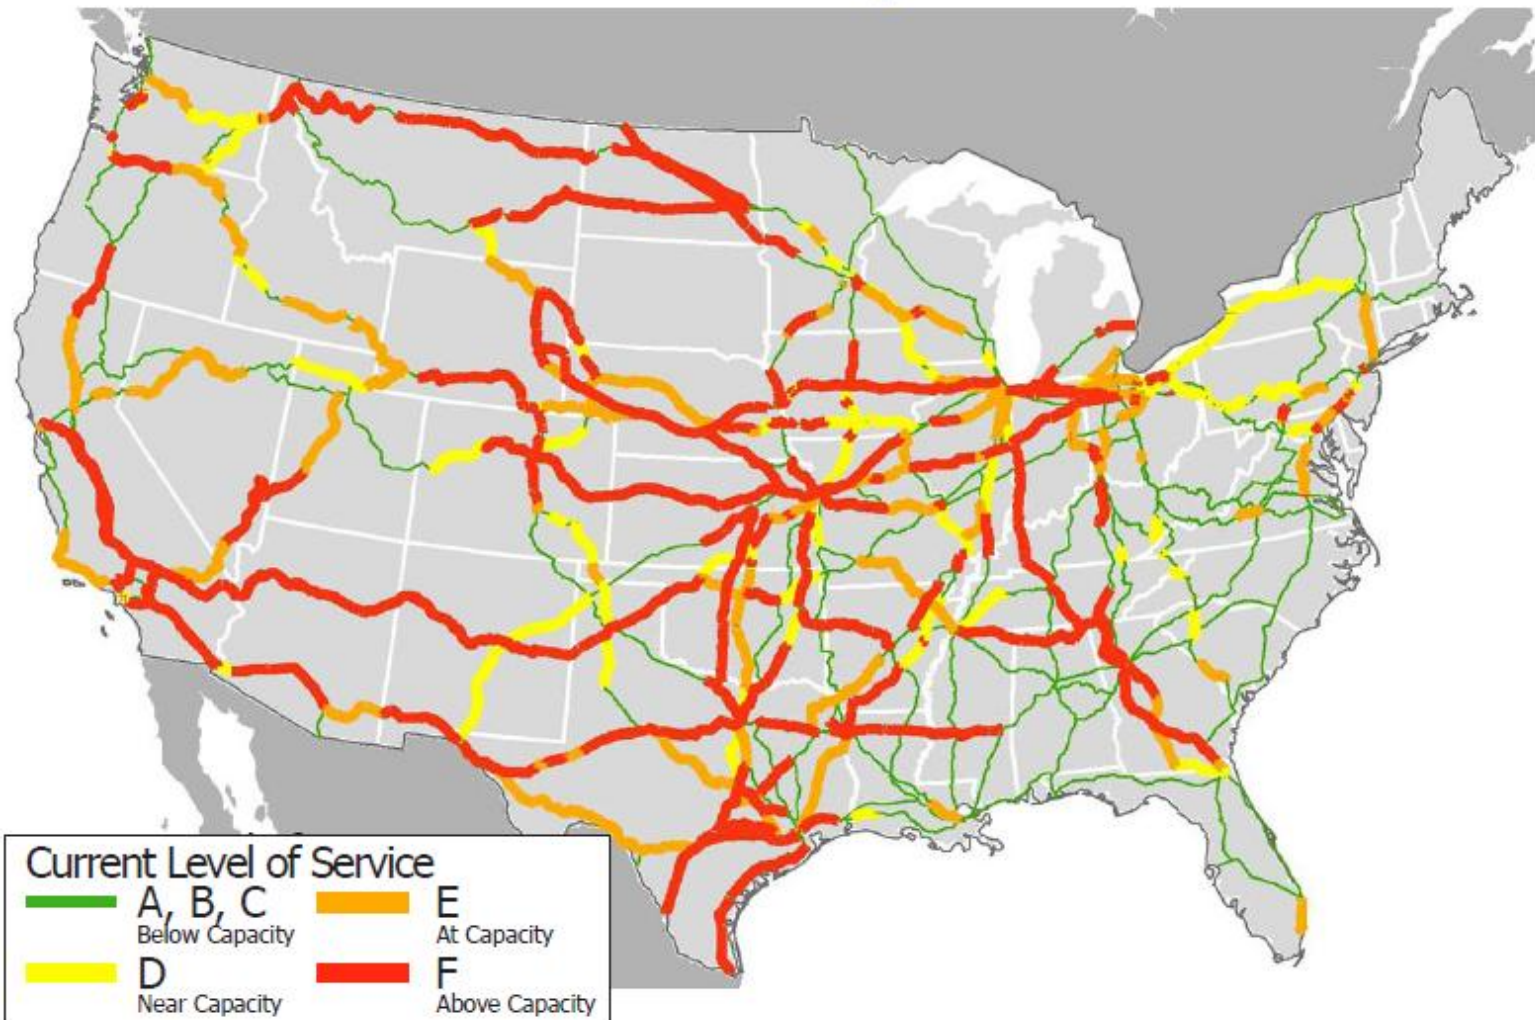 Current Level of Service
A, B, C
Below Capacity
E
At Capacity
D
Near Capacity
F
Above Capacity